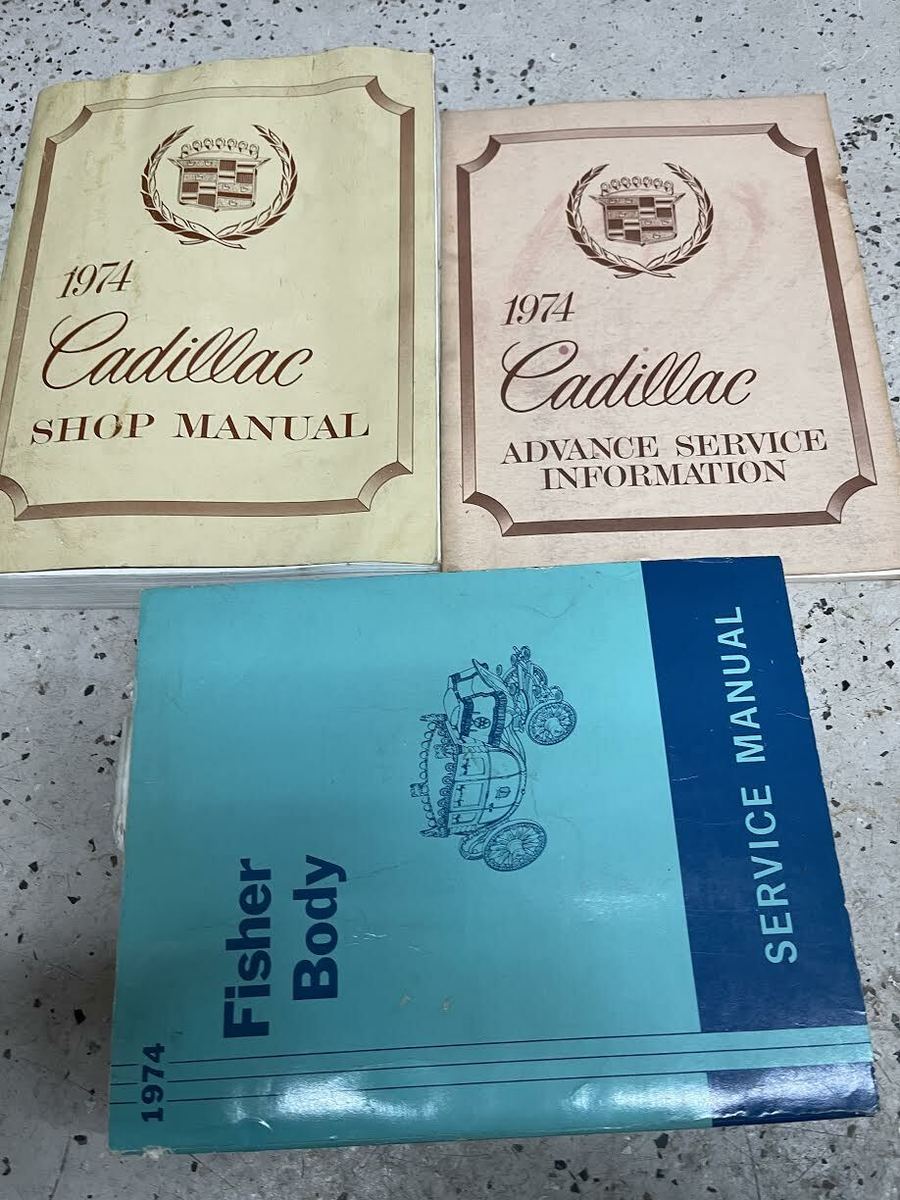 1974
Cadillac
SHOP MANUAL
1974
Cadillac
ADVANCE SERVICE
INFORMATION
1974
Fisher
Body
SERVICE MANUAL